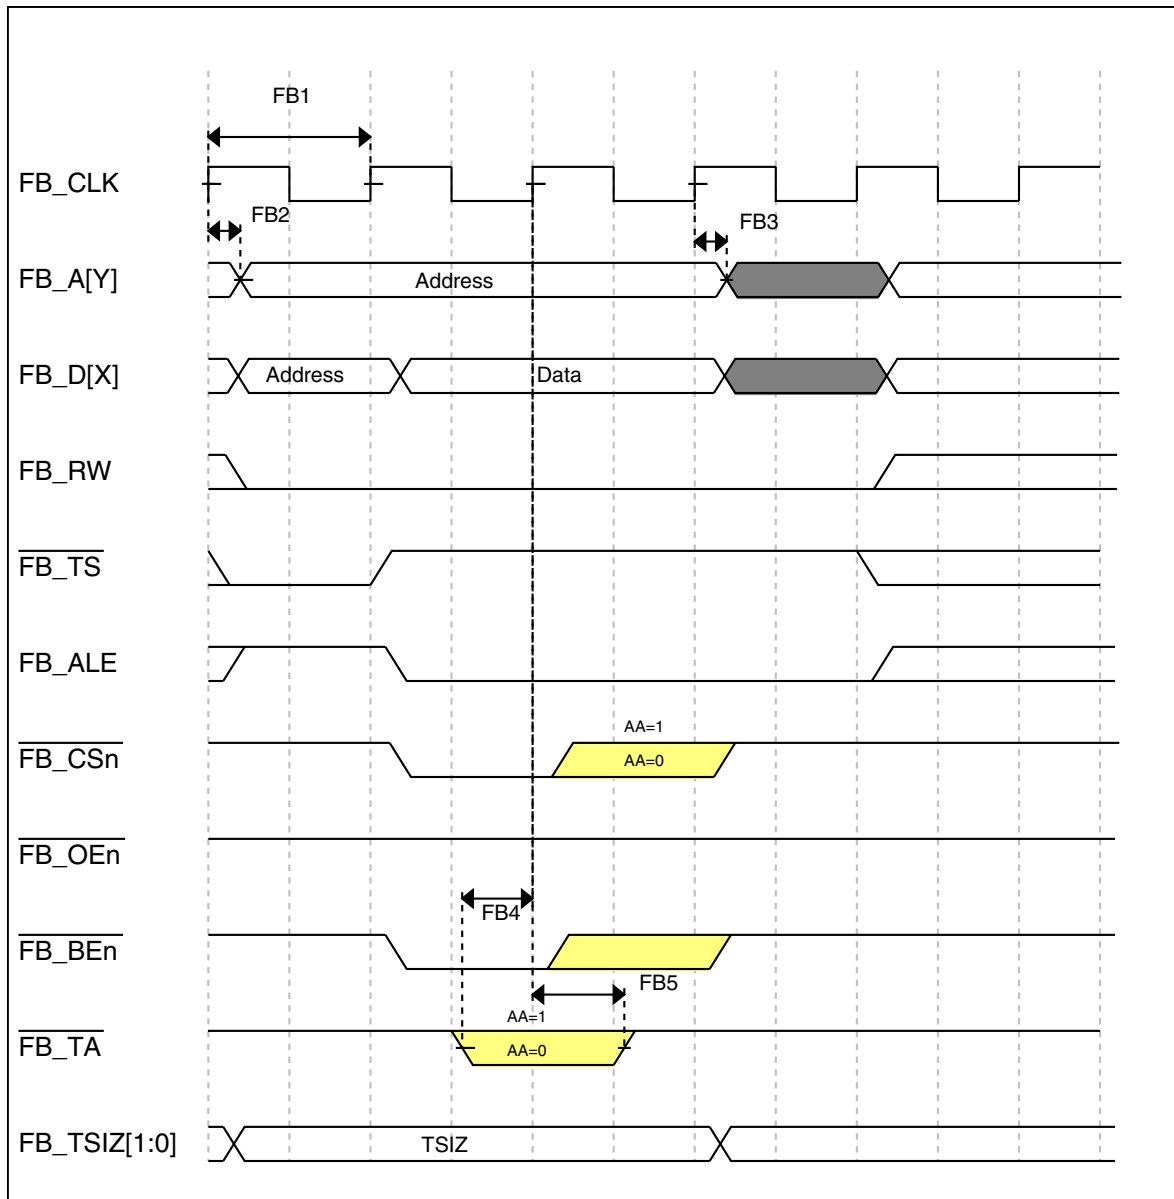 FB1
FB_CLK
FB2
FB3
FB_A[Y]
Address
FB_D[X]
Address
Data
FB_RW
FB_TS
FB_ALE
AA=1
FB_CSn
AA=0
FB_OEn
FB4
FB_BEn
FB5
AA=1
FB_TA
AA=0
FB_TSIZ[1:0]
TSIZ